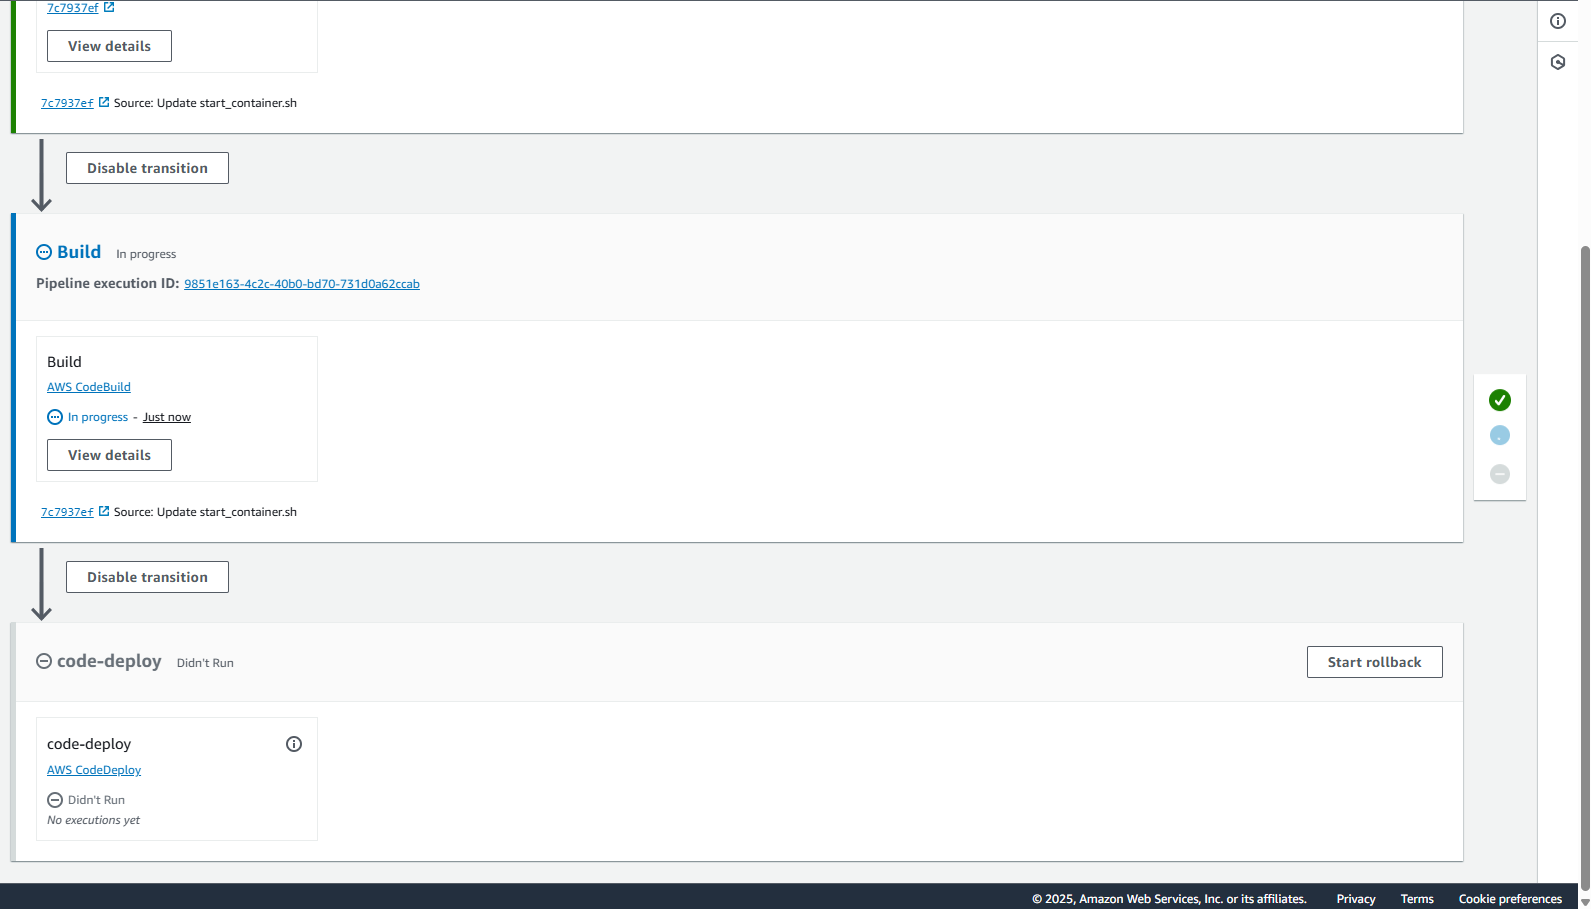 7c7937ef
View details
7c7937ef Source: Update start_container.sh
Disable transition
Build In progress
Pipeline execution ID: 9851e163-4c2c-40b0-bd70-731d0a62ccab
Build
AWS CodeBuild
In progress - Just now
View details
7c7937ef Source: Update start_container.sh
Disable transition
code-deploy Didn't Run
Start rollback
code-deploy
AWS CodeDeploy
Didn't Run
No executions yet
© 2025, Amazon Web Services, Inc. or its affiliates. Privacy Terms Cookie preferences